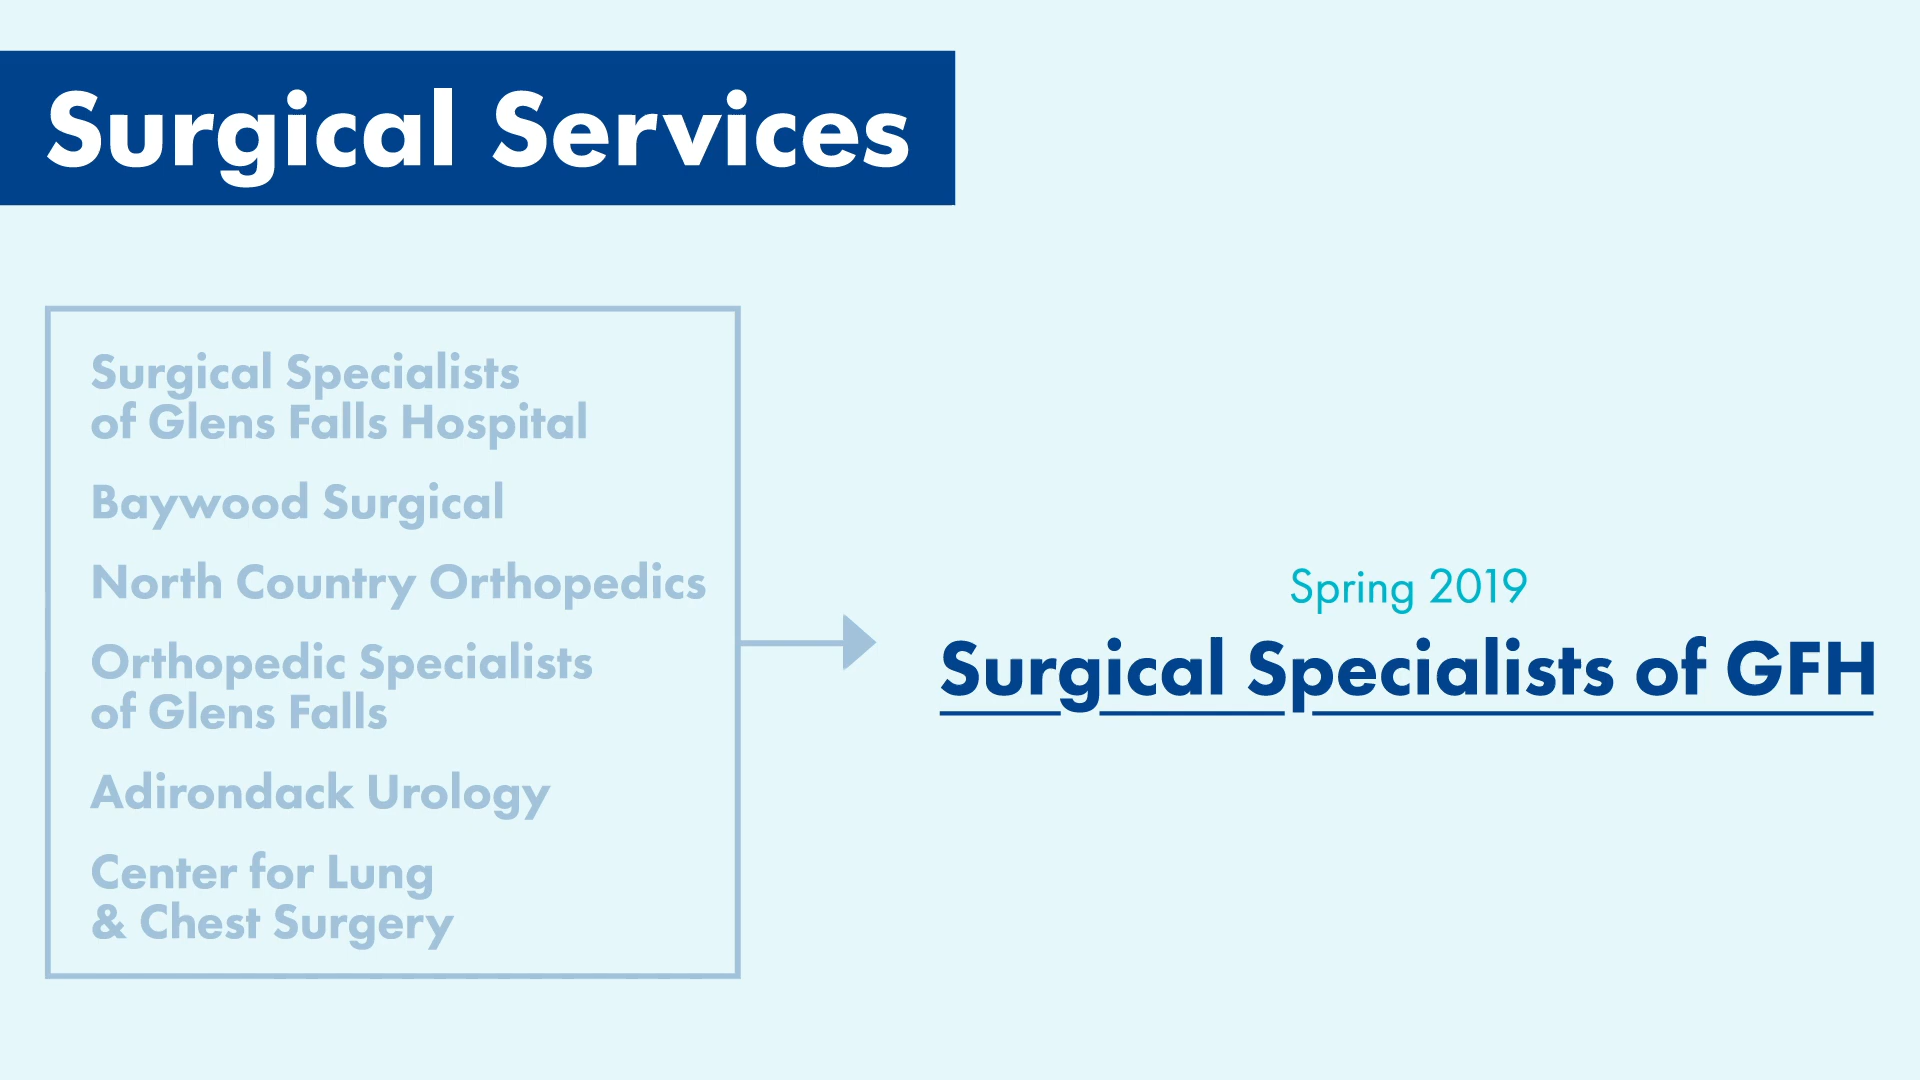 Surgical Services
Surgical Specialists
of Glens Falls Hospital
Baywood Surgical
North Country Orthopedics
Orthopedic Specialists
of Glens Falls
Adirondack Urology
Center for Lung
& Chest Surgery
Spring 2019
Surgical Specialists of GFH